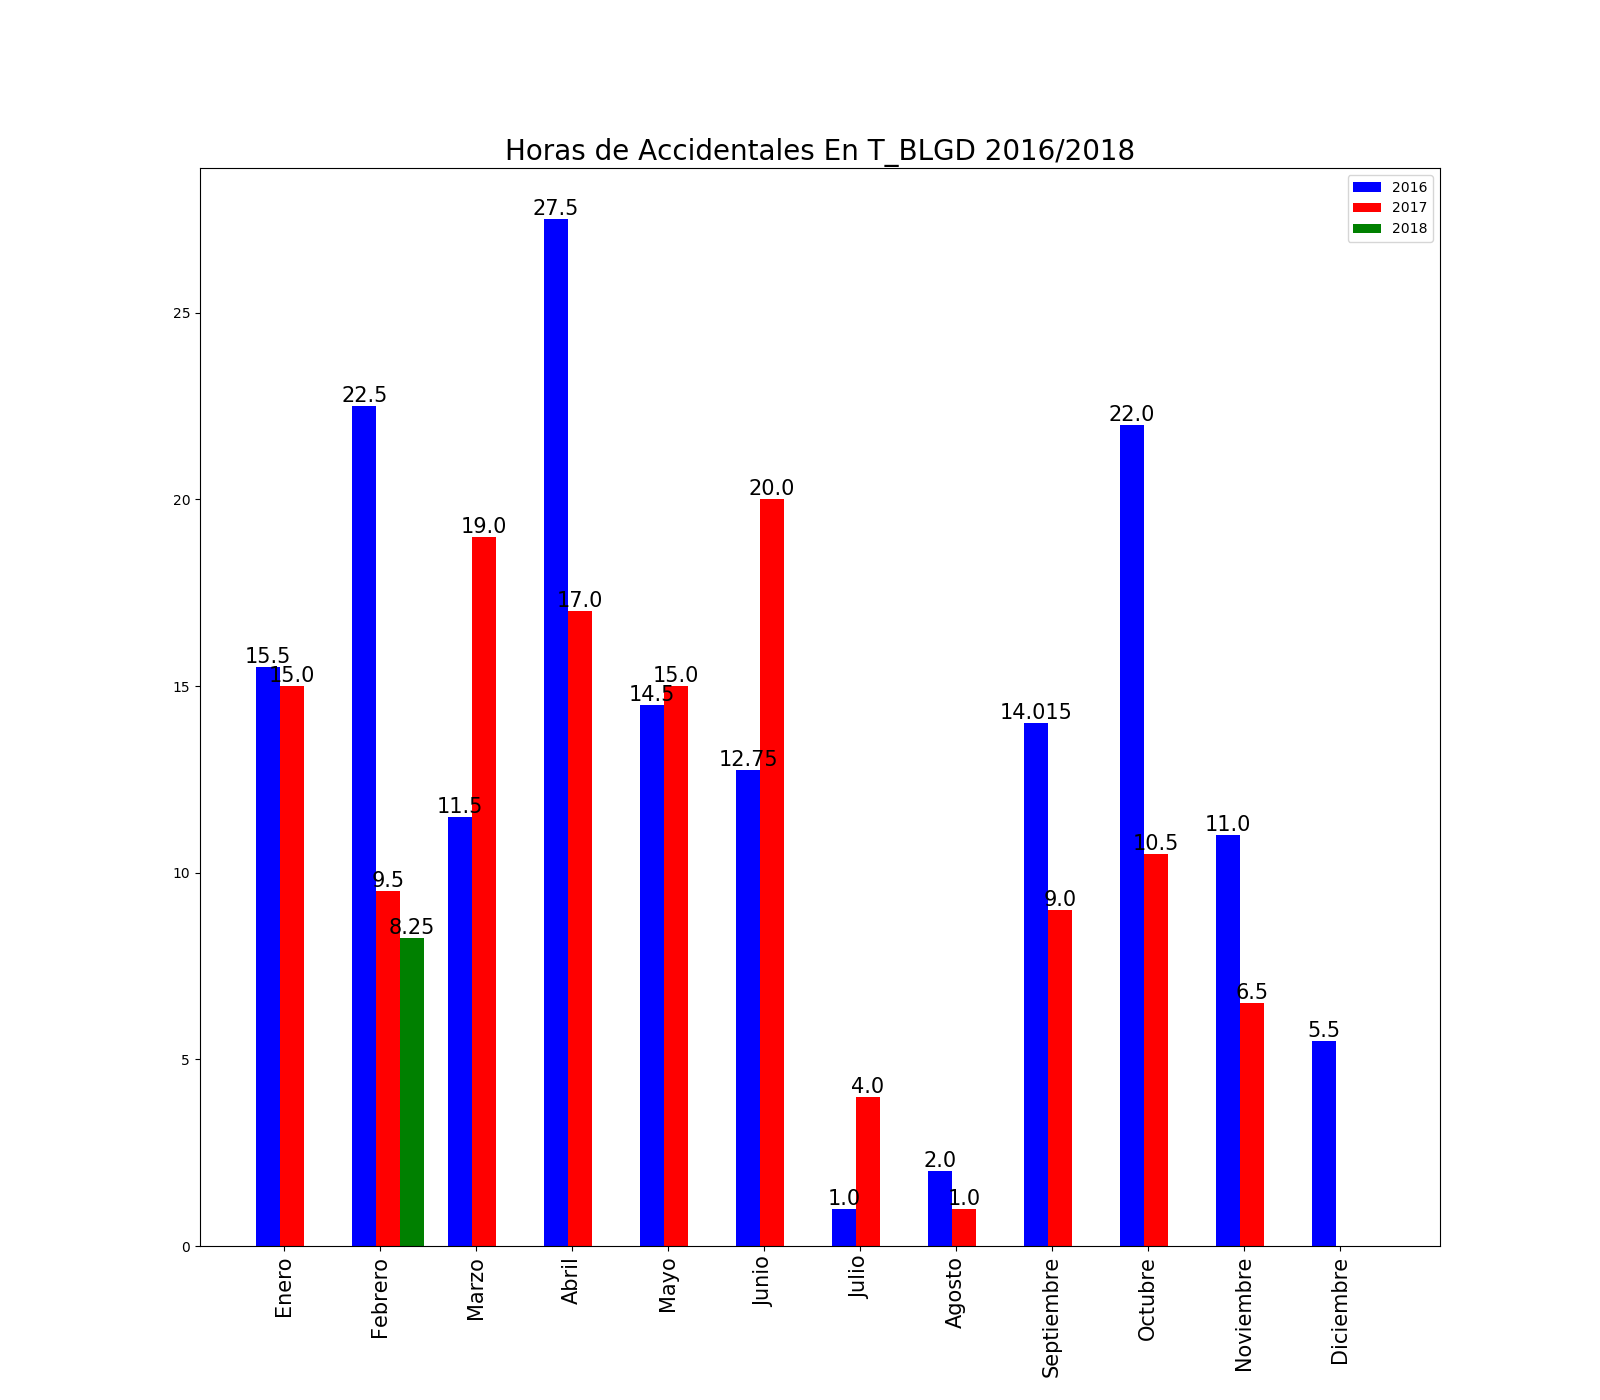 Horas de Accidentales En T_BLGD 2016/2018
2016
2017
2018
25
20
15
10
5
0
15.5
15.0
22.5
9.5
8.25
11.5
19.0
27.5
17.0
14.5
15.0
12.75
20.0
1.0
4.0
2.0
1.0
14.015
9.0
22.0
10.5
11.0
6.5
5.5
Enero
Febrero
Marzo
Abril
Mayo
Junio
Julio
Agosto
Septiembre
Octubre
Noviembre
Diciembre